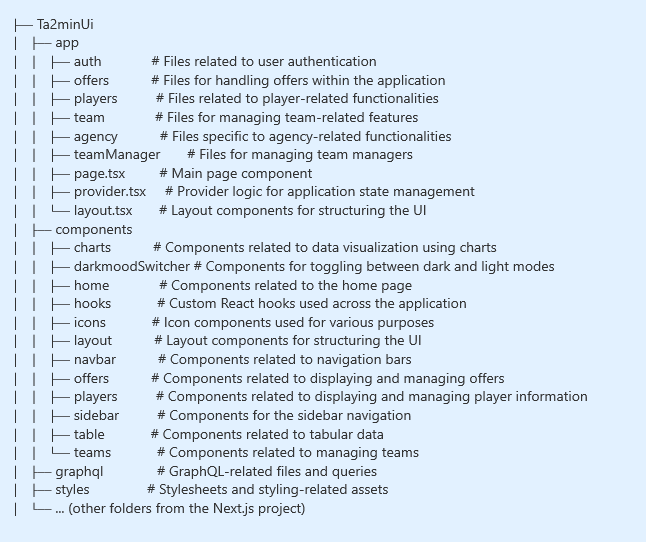 ├── Ta2minUi
│ ├── app
│ │ ├── auth # Files related to user authentication
│ │ ├── offers # Files for handling offers within the application
│ │ ├── players # Files related to player-related functionalities
│ │ ├── team # Files for managing team-related features
│ │ ├── agency # Files specific to agency-related functionalities
│ │ ├── teamManager # Files for managing team managers
│ │ ├── page.tsx # Main page component
│ │ ├── provider.tsx # Provider logic for application state management
│ │ └── layout.tsx # Layout components for structuring the UI
│ ├── components
│ │ ├── charts # Components related to data visualization using charts
│ │ ├── darkmoodSwitcher # Components for toggling between dark and light modes
│ │ ├── home # Components related to the home page
│ │ ├── hooks # Custom React hooks used across the application
│ │ ├── icons # Icon components used for various purposes
│ │ ├── layout # Layout components for structuring the UI
│ │ ├── navbar # Components related to navigation bars
│ │ ├── offers # Components related to displaying and managing offers
│ │ ├── players # Components related to displaying and managing player information
│ │ ├── sidebar # Components for the sidebar navigation
│ │ ├── table # Components related to tabular data
│ │ └── teams # Components related to managing teams
│ ├── graphql # GraphQL-related files and queries
│ ├── styles # Stylesheets and styling-related assets
│ └── ... (other folders from the Next.js project)